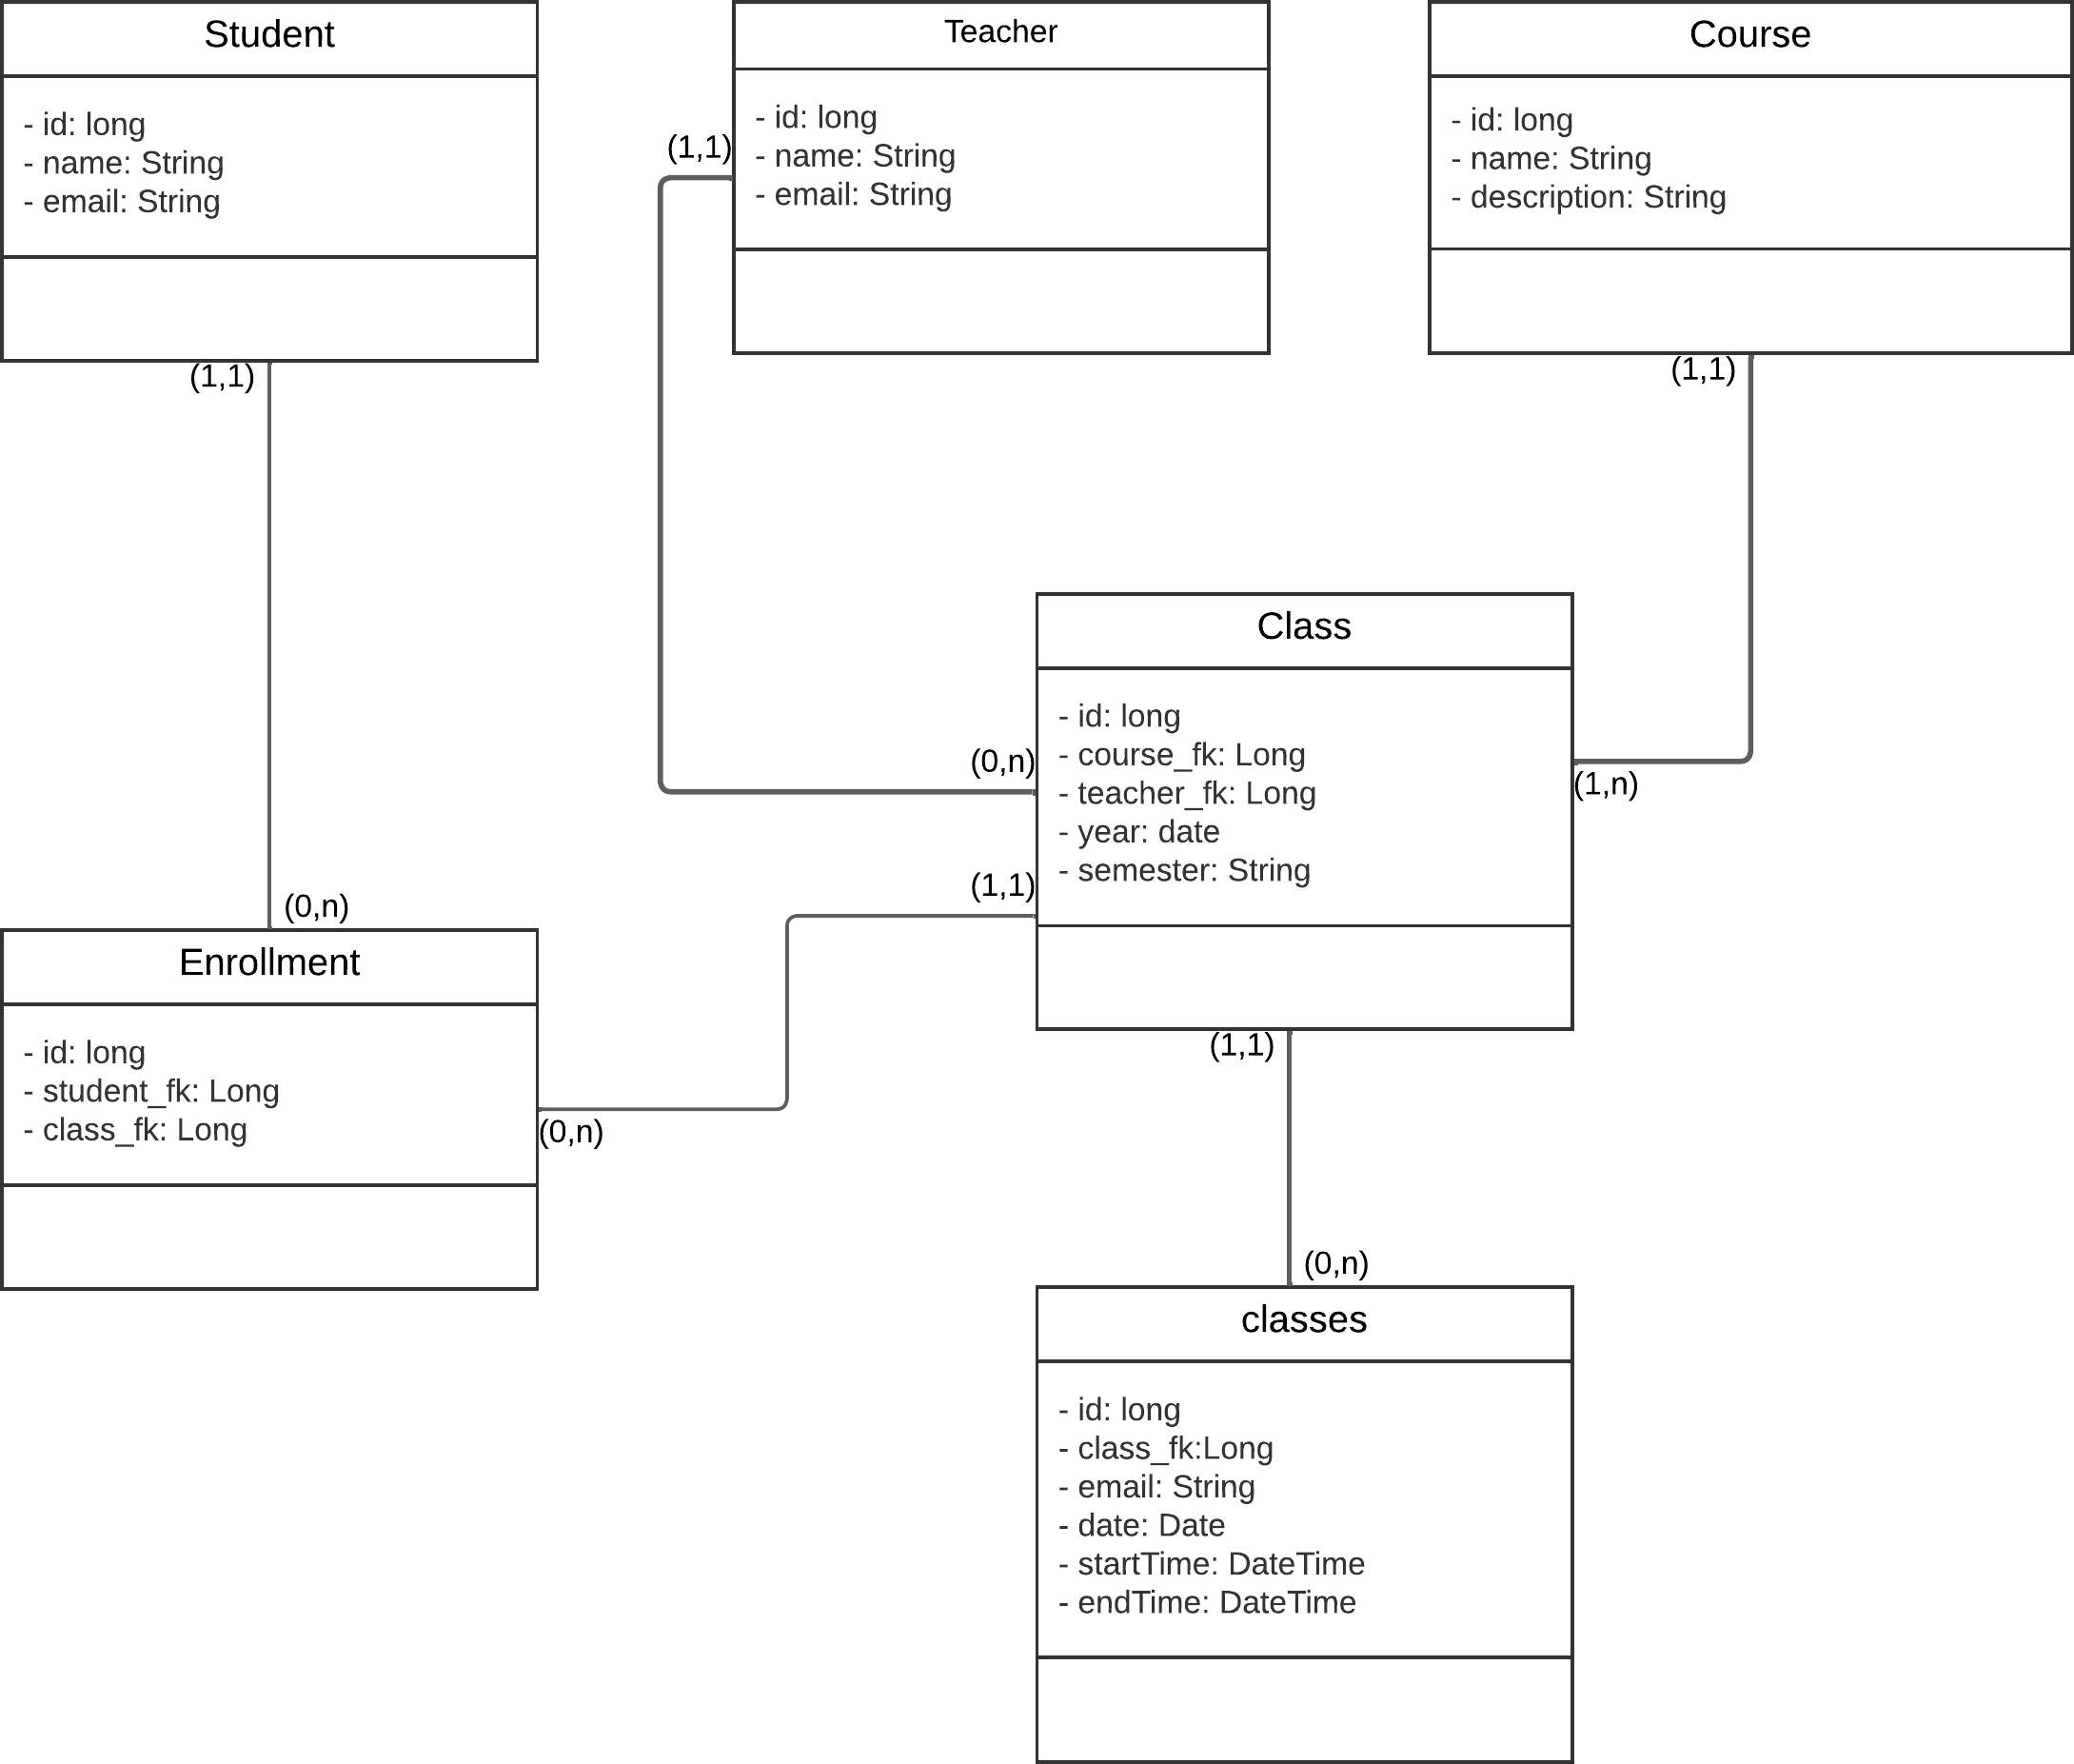 Student
- id: long
- name: String
- email: String
(1,1)
Teacher
- id: long
- name: String
- email: String
(1,1)
Course
- id: long
- name: String
- description: String
(1,1)
Class
- id: long
- course_fk: Long
- teacher_fk: Long
- year: date
- semester: String
(0,n)
(1,n)
(1,1)
(1,1)
(0,n)
Enrollment
- id: long
- student_fk: Long
- class_fk: Long
(0,n)
(0,n)
classes
- id: long
- class_fk:Long
- email: String
- date: Date
- startTime: DateTime
- endTime: DateTime